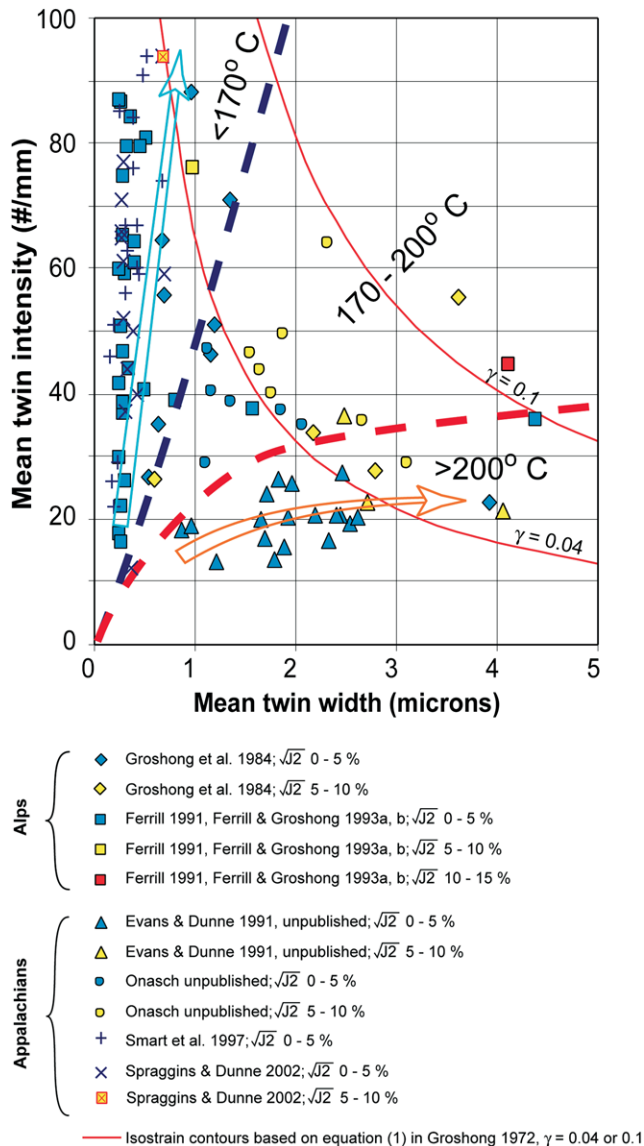 100
80
60
40
20
0
0
1
2
3
4
5
Mean twin intensity (#/mm)
Mean twin width (microns)
<170° C
170 - 200° C
>200° C
γ = 0.1
γ = 0.04
Alps
Groshong et al. 1984; √J2 0 - 5 %
Groshong et al. 1984; √J2 5 - 10 %
Ferrill 1991, Ferrill & Groshong 1993a, b; √J2 0 - 5 %
Ferrill 1991, Ferrill & Groshong 1993a, b; √J2 5 - 10 %
Ferrill 1991, Ferrill & Groshong 1993a, b; √J2 10 - 15 %
Appalachians
Evans & Dunne 1991, unpublished; √J2 0 - 5 %
Evans & Dunne 1991, unpublished; √J2 5 - 10 %
Onasch unpublished; √J2 0 - 5 %
Onasch unpublished; √J2 5 - 10 %
Smart et al. 1997; √J2 0 - 5 %
Spraggins & Dunne 2002; √J2 0 - 5 %
Spraggins & Dunne 2002; √J2 5 - 10 %
Isostrain contours based on equation (1) in Groshong 1972, γ = 0.04 or 0.1